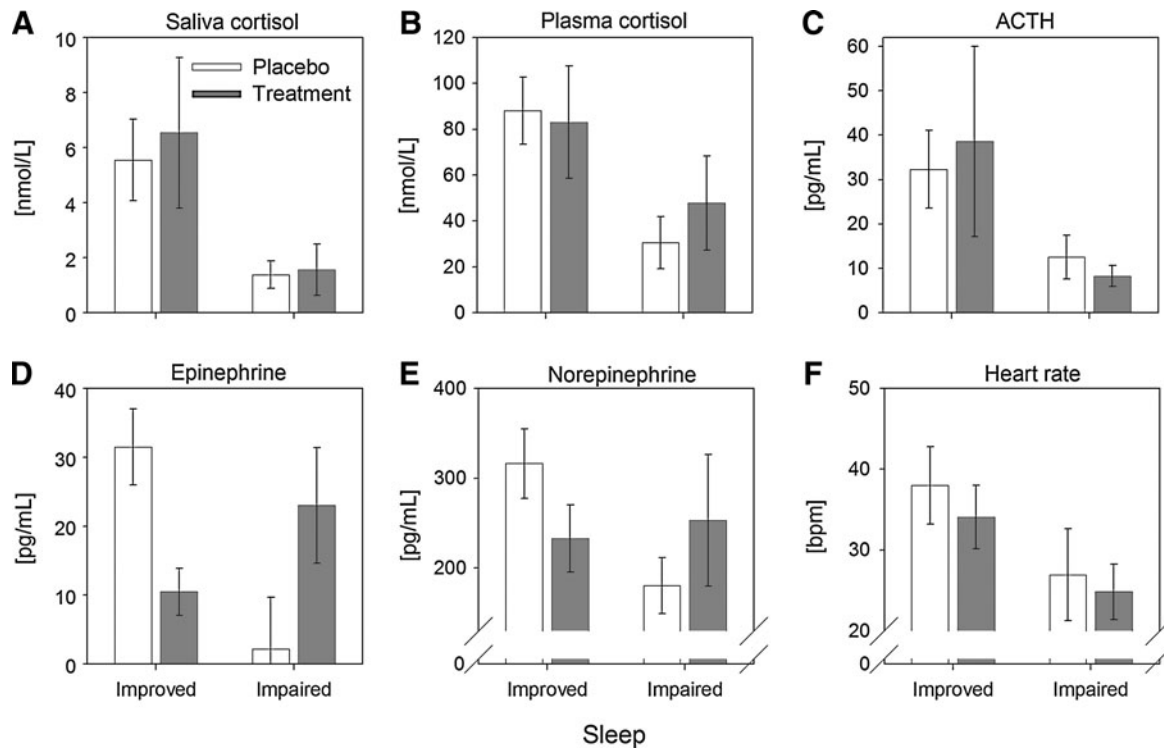 A Saliva cortisol
10
8
6
4
2
0
[nmol/L]
Placebo
Treatment
B Plasma cortisol
120
100
80
60
40
20
0
[nmol/L]
C ACTH
60
50
40
30
20
10
0
[pg/mL]
D Epinephrine
40
30
20
10
0
[pg/mL]
Improved Impaired
E Norepinephrine
400
300
200
0
[pg/mL]
Improved Impaired
F Heart rate
50
40
30
20
0
[bpm]
Improved Impaired
Sleep